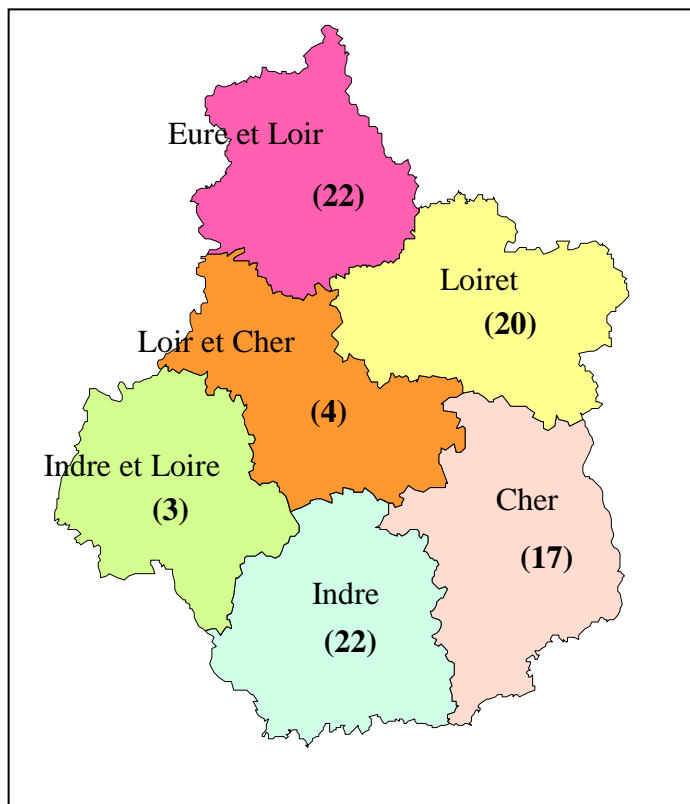 Eure et Loir
(22)
Loiret
(20)
Loir et Cher
(4)
Indre et Loire
(3)
Cher
(17)
Indre
(22)